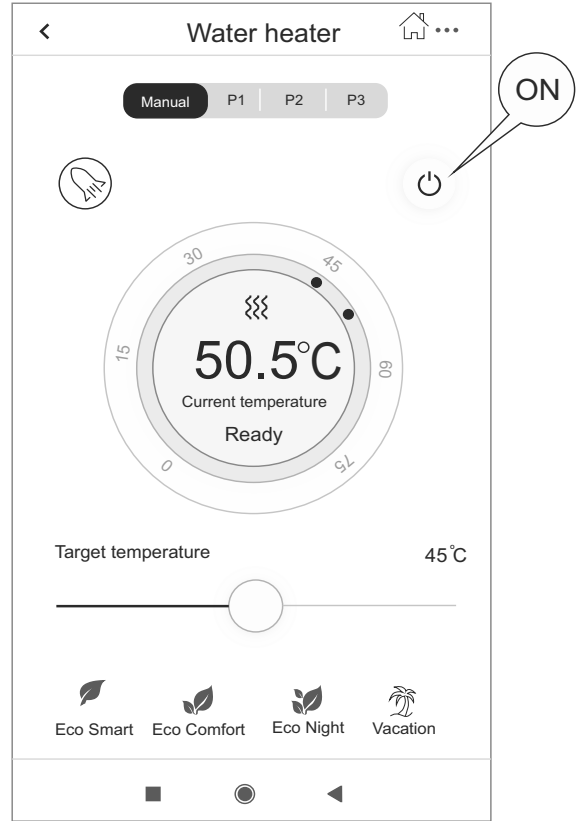 Water heater
ON
Manual P1 P2 P3
30
45
15
60
0
75
50.5°C
Current temperature
Ready
Target temperature 45°C
Eco Smart Eco Comfort Eco Night Vacation